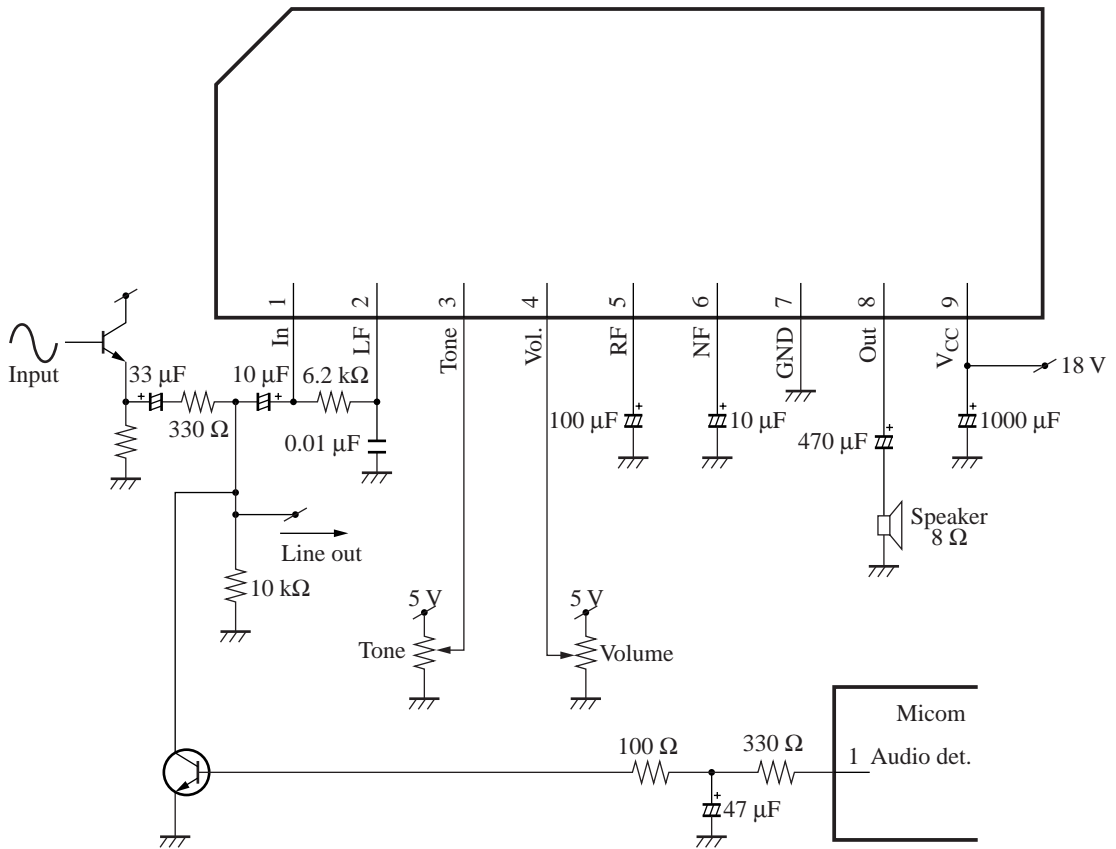 1
2
3
4
5
6
7
8
9
In
LF
Tone
Vol.
RF
NF
GND
Out
VCC
18 V
Input
33 µF
10 µF
6.2 kΩ
330 Ω
0.01 µF
100 µF
10 µF
470 µF
1000 µF
Speaker
8 Ω
Line out
10 kΩ
5 V
5 V
Tone
Volume
Micom
100 Ω
330 Ω
1 Audio det.
47 µF